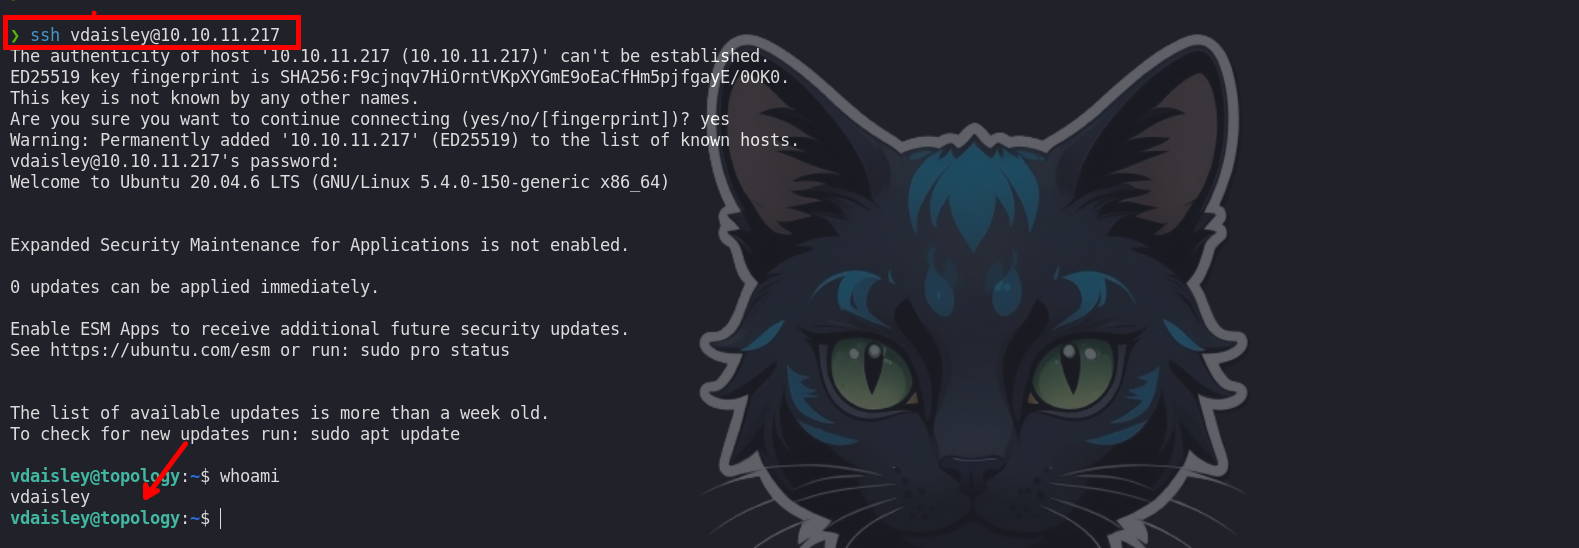 ❯ ssh vdaisley@10.10.11.217
The authenticity of host '10.10.11.217 (10.10.11.217)' can't be established.
ED25519 key fingerprint is SHA256:F9cjnqv7HiOrntVKpXYGmE9oEaCfHm5pjfgayE/0OK0.
This key is not known by any other names.
Are you sure you want to continue connecting (yes/no/[fingerprint])? yes
Warning: Permanently added '10.10.11.217' (ED25519) to the list of known hosts.
vdaisley@10.10.11.217's password:
Welcome to Ubuntu 20.04.6 LTS (GNU/Linux 5.4.0-150-generic x86_64)
Expanded Security Maintenance for Applications is not enabled.
0 updates can be applied immediately.
Enable ESM Apps to receive additional future security updates.
See https://ubuntu.com/esm or run: sudo pro status
The list of available updates is more than a week old.
To check for new updates run: sudo apt update
vdaisley@topology:~$ whoami
vdaisley
vdaisley@topology:~$